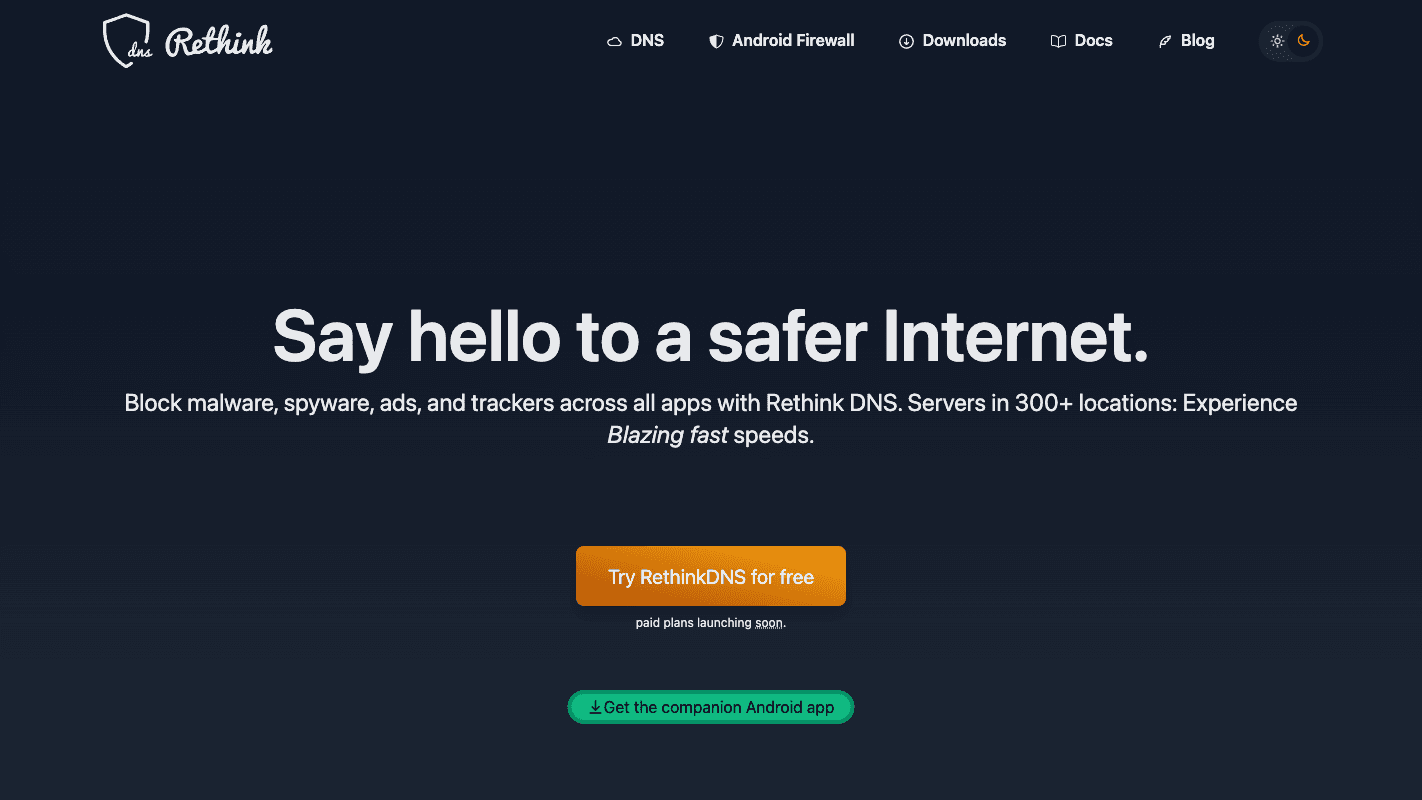 dns Rethink
DNS
Android Firewall
Downloads
Docs
Blog
Say hello to a safer Internet.
Block malware, spyware, ads, and trackers across all apps with Rethink DNS. Servers in 300+ locations: Experience
Blazing fast speeds.
Try RethinkDNS for free
paid plans launching soon.
Get the companion Android app